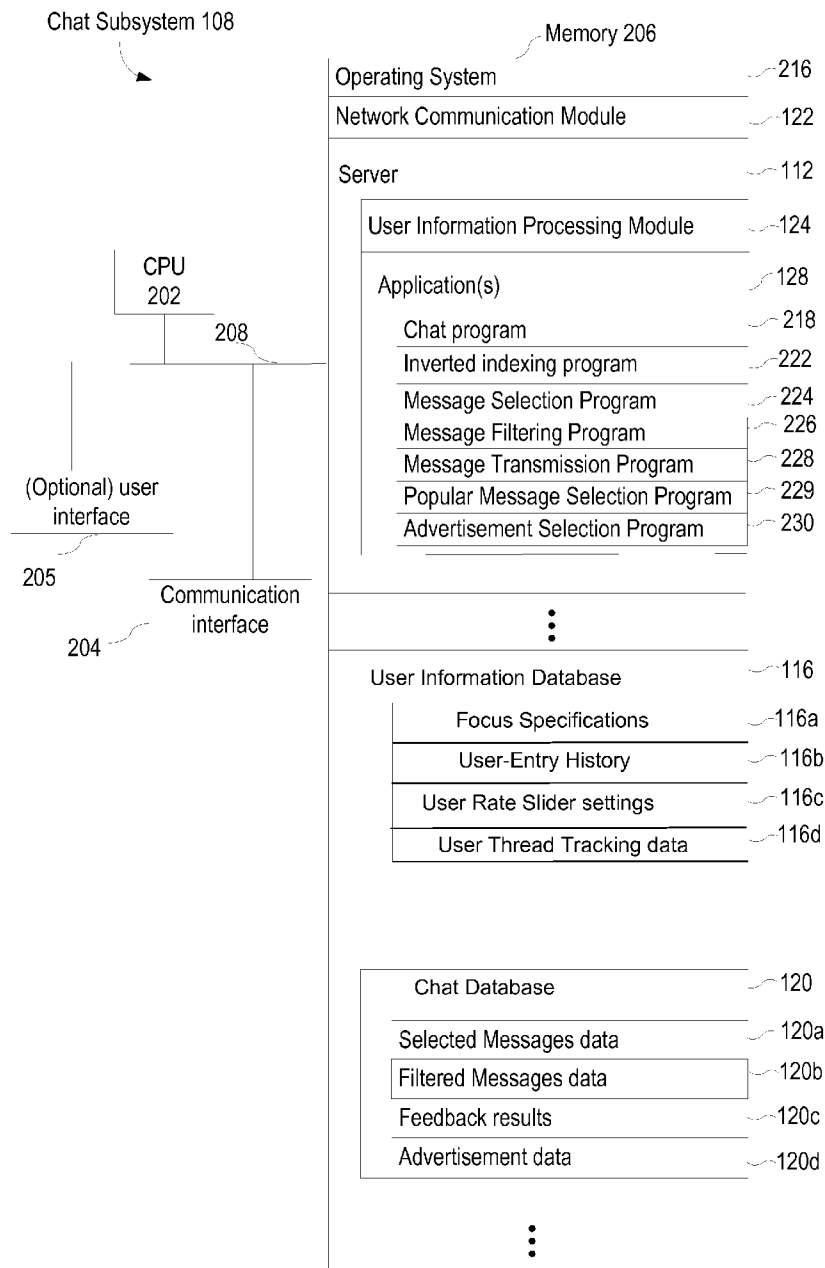 Chat Subsystem 108
Memory 206
Operating System
216
Network Communication Module
122
Server
112
User Information Processing Module
124
Application(s)
128
Chat program
218
Inverted indexing program
222
Message Selection Program
224
Message Filtering Program
226
Message Transmission Program
228
Popular Message Selection Program
229
Advertisement Selection Program
230
CPU
202
208
(Optional) user
interface
205
Communication
interface
204
User Information Database
116
Focus Specifications
116a
User-Entry History
116b
User Rate Slider settings
116c
User Thread Tracking data
116d
Chat Database
120
Selected Messages data
120a
Filtered Messages data
120b
Feedback results
120c
Advertisement data
120d